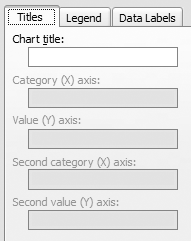 Titles Legend Data Labels
Chart title:
Category (X) axis:
Value (Y) axis:
Second category (X) axis:
Second value (Y) axis: